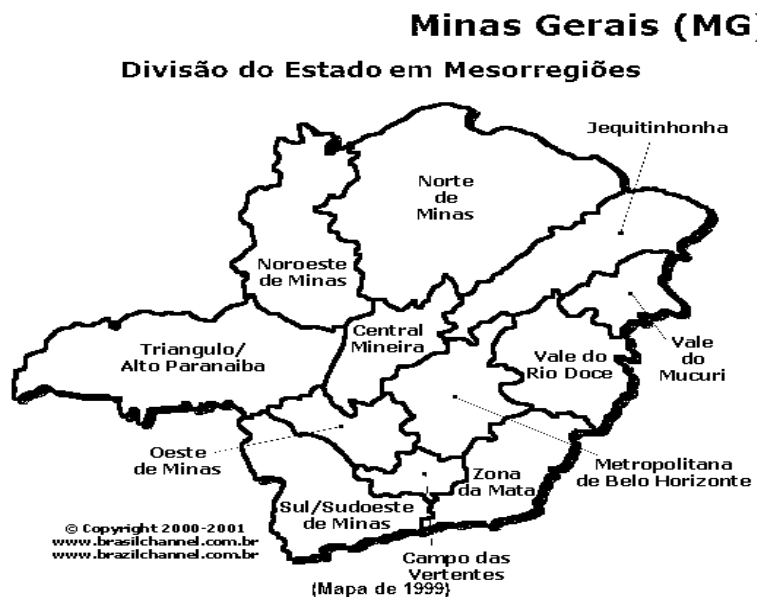 Minas Gerais (MG)
Divisão do Estado em Mesorregiões
Jequitinhonha
Norte
de
Minas
Noroeste
de Minas
Central
Mineira
Triangulo/
Alto Paranaiba
Vale do
Rio Doce
Vale
do
Mucuri
Oeste
de Minas
Metropolitana
de Belo Horizonte
Zona
da Mata
Sul/Sudoeste
de Minas
Campo das
Vertentes
© Copyright 2000-2001
www.brasilchannel.com.br
www.brazilchannel.com.br
(Mapa de 1999)